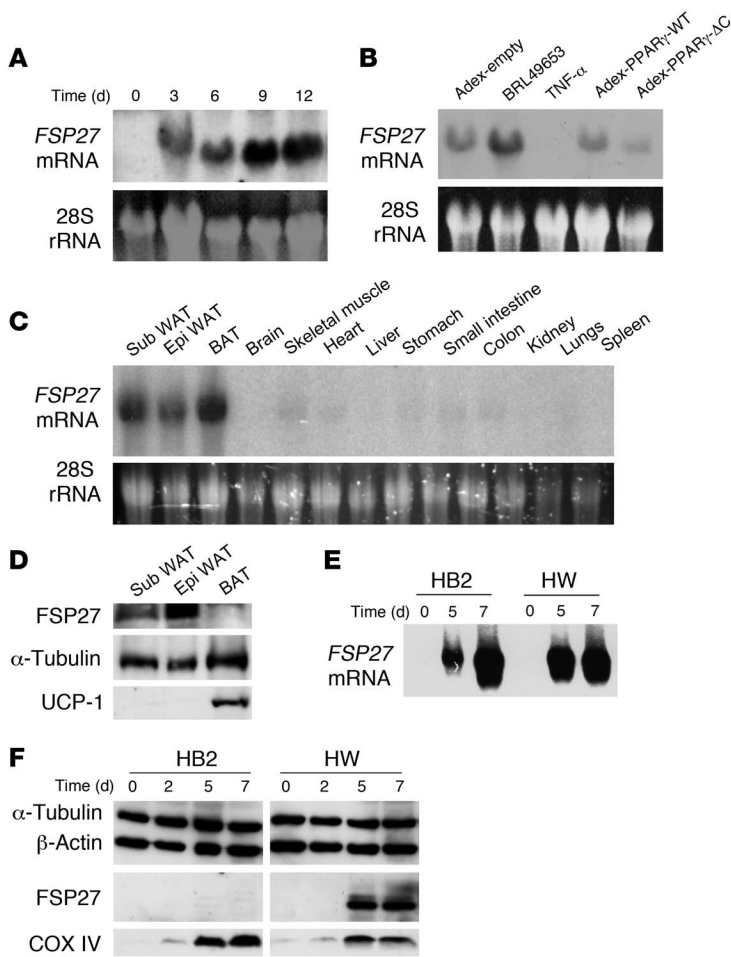 A
Time (d) 0 3 6 9 12
FSP27
mRNA
28S
rRNA
B
Adex-empty BRL49653 TNF-α Adex-PPARγ-WT Adex-PPARγ-ΔC
FSP27
mRNA
28S
rRNA
C
Sub WAT Epi WAT BAT Brain Skeletal muscle Heart Liver Stomach Small intestine Colon Kidney Lungs Spleen
FSP27
mRNA
28S
rRNA
D
Sub WAT Epi WAT BAT
FSP27
α-Tubulin
UCP-1
E
HB2 HW
Time (d) 0 5 7 0 5 7
FSP27
mRNA
F
HB2 HW
Time (d) 0 2 5 7 0 2 5 7
α-Tubulin
β-Actin
FSP27
COX IV